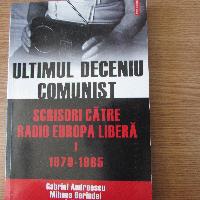 ULTIMUL DECENIU
COMUNIST
SCRISORI CĂTRE
RADIO EUROPA LIBERĂ
I
1979-1985
Gabriel Andreescu
Mihnea Berindei